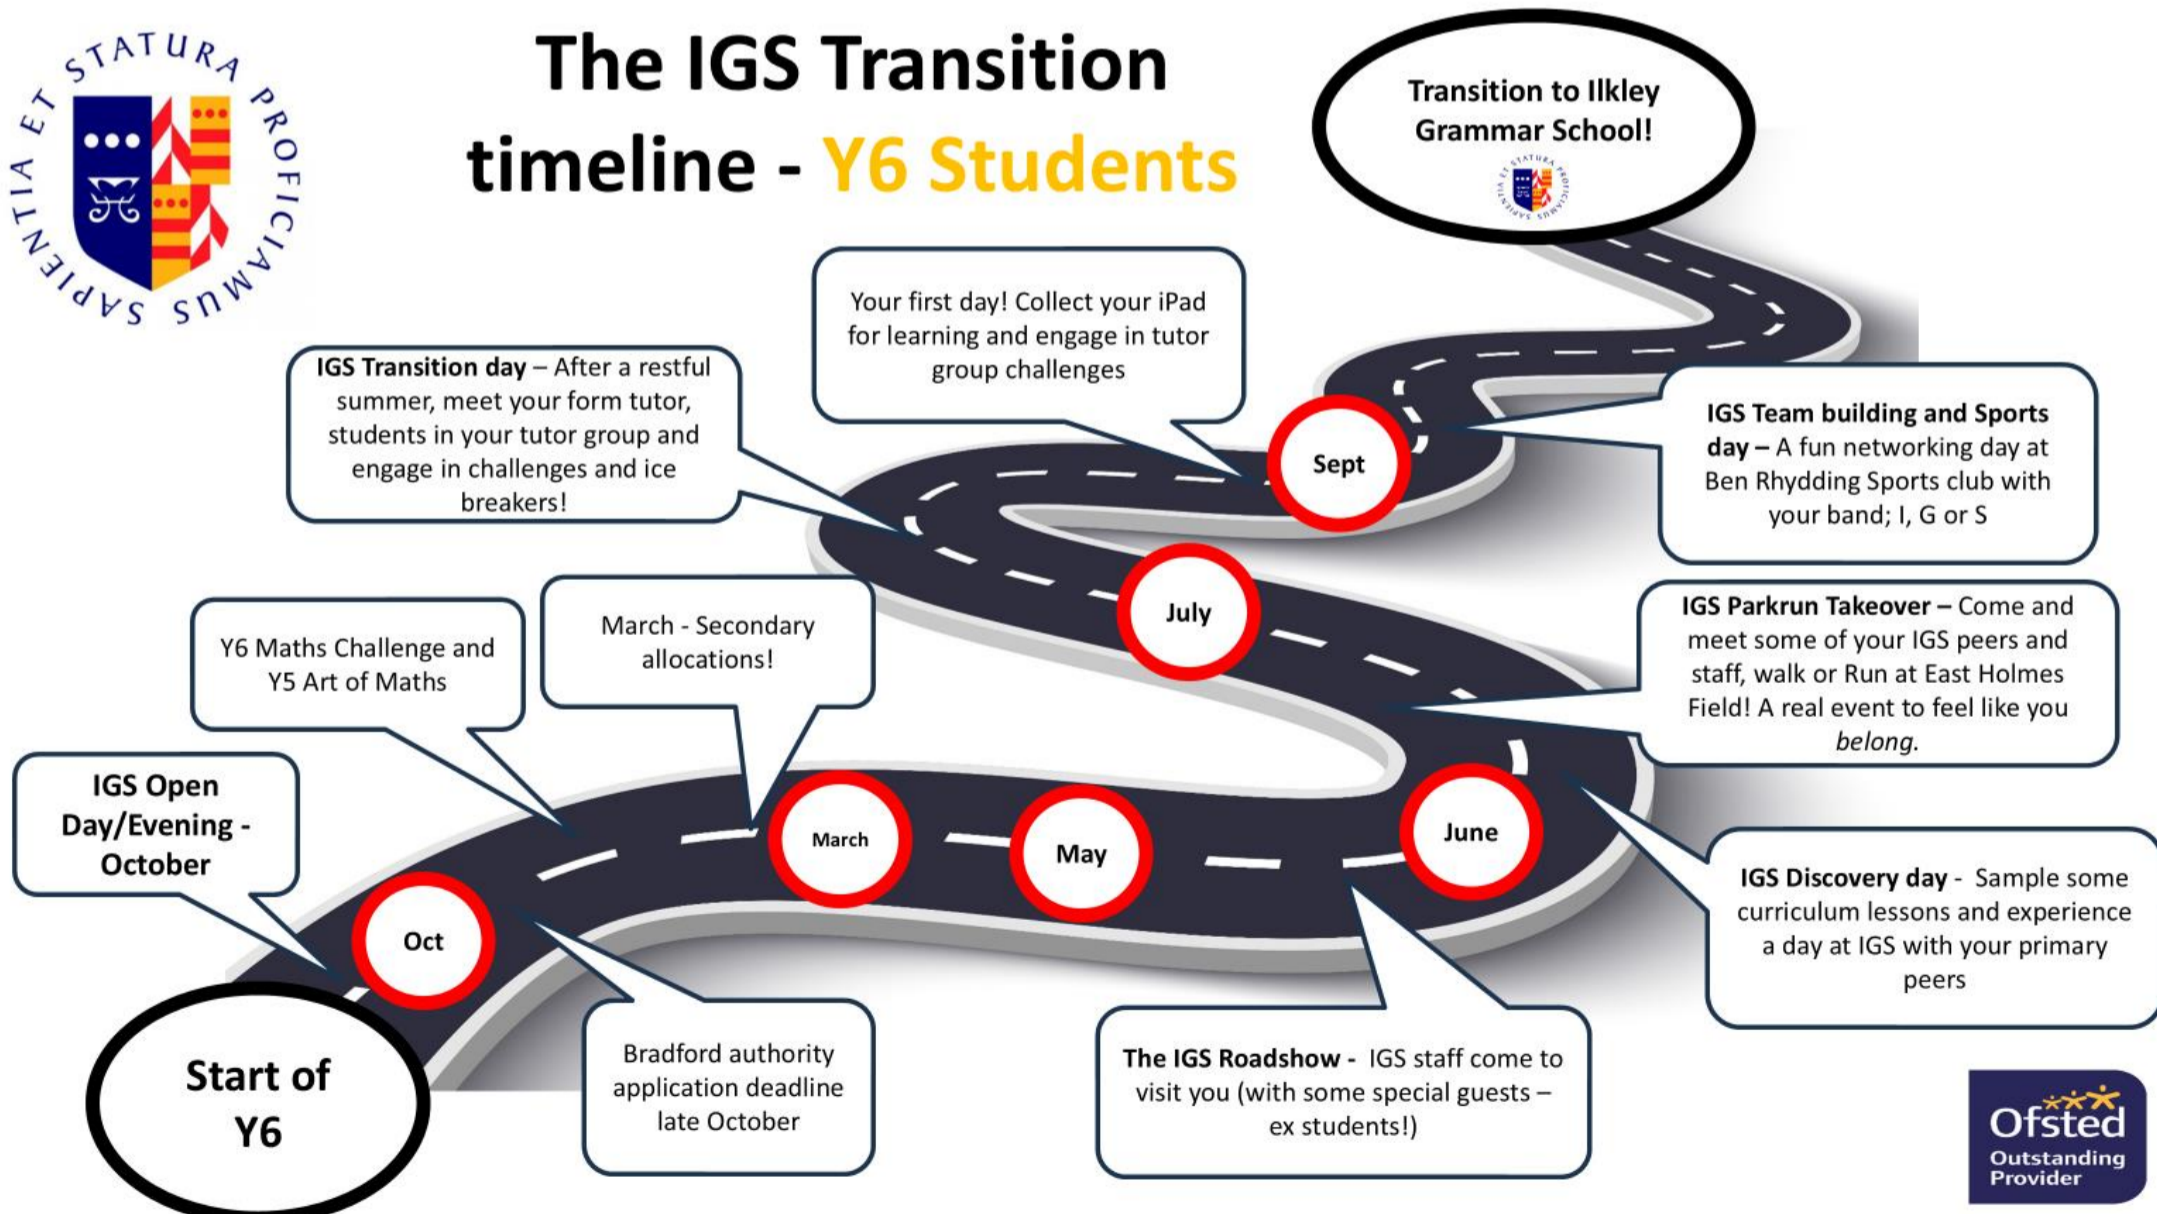 SAPIENTIA ET STATURA PROFICIAMUS
The IGS Transition
timeline - Y6 Students
Transition to Ilkley
Grammar School!
SAPIENTIA ET STATURA PROFICIAMUS
Your first day! Collect your iPad
for learning and engage in tutor
group challenges
IGS Transition day – After a restful
summer, meet your form tutor,
students in your tutor group and
engage in challenges and ice
breakers!
IGS Team building and Sports
day – A fun networking day at
Ben Rhydding Sports club with
your band; I, G or S
Sept
July
IGS Parkrun Takeover – Come and
meet some of your IGS peers and
staff, walk or Run at East Holmes
Field! A real event to feel like you
belong.
Y6 Maths Challenge and
Y5 Art of Maths
March - Secondary
allocations!
IGS Open
Day/Evening -
October
March
May
June
Oct
IGS Discovery day - Sample some
curriculum lessons and experience
a day at IGS with your primary
peers
Start of
Y6
Bradford authority
application deadline
late October
The IGS Roadshow - IGS staff come to
visit you (with some special guests –
ex students!)
Ofsted
Outstanding
Provider